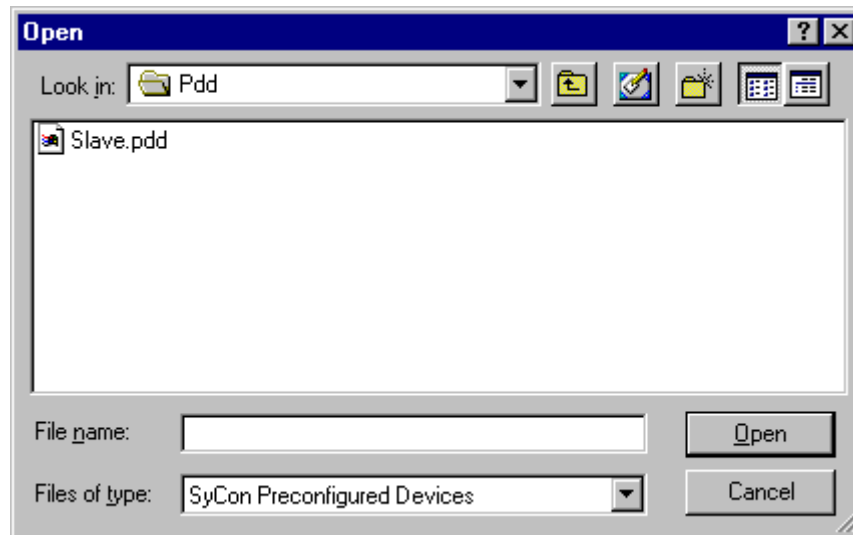 Open
Look in: Pdd
Slave.pdd
File name: Open
Files of type: SyCon Preconfigured Devices Cancel